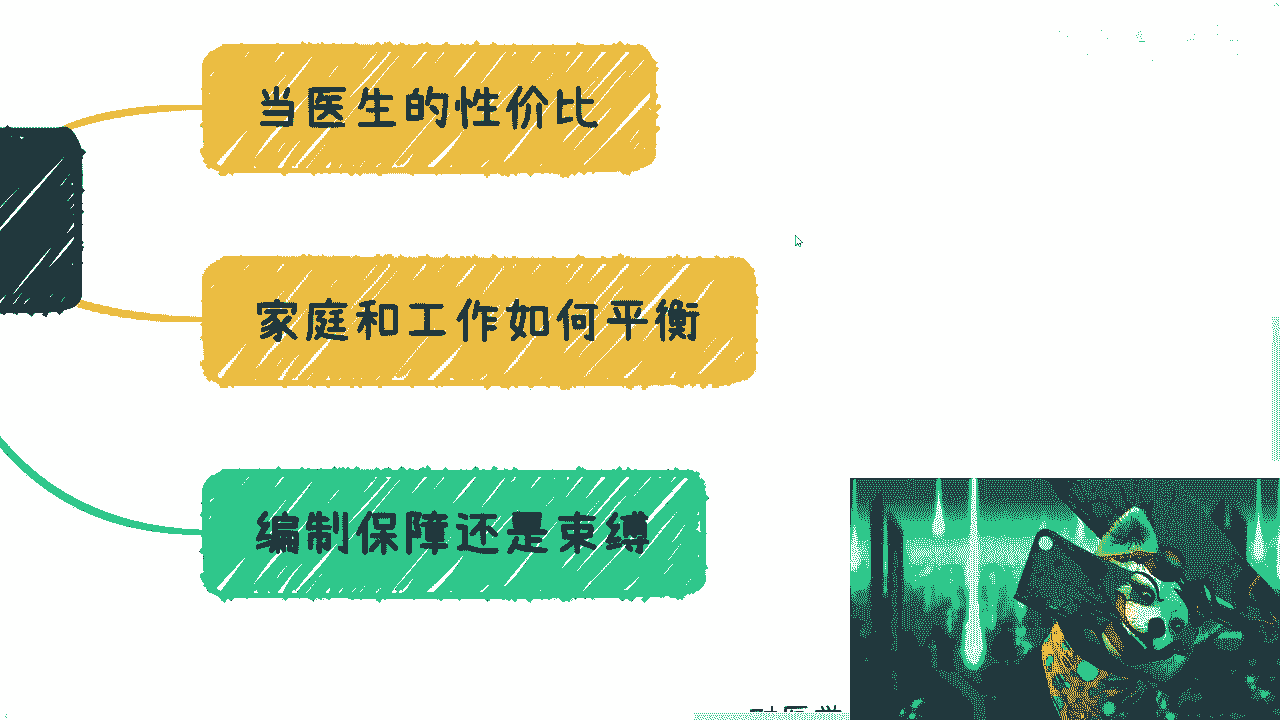 当医生的性价比
家庭和工作如何平衡
编制保障还是束缚